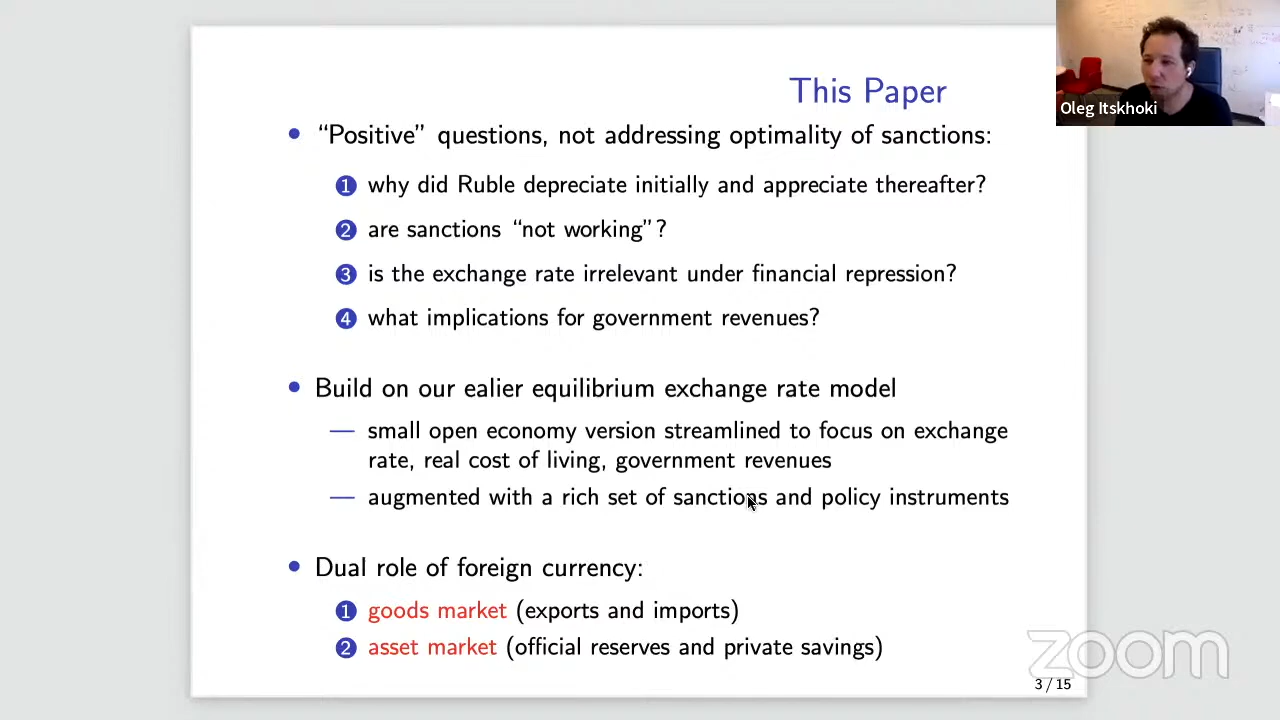 This Paper
Oleg Itskhoki
• “Positive” questions, not addressing optimality of sanctions:
1 why did Ruble depreciate initially and appreciate thereafter?
2 are sanctions “not working”?
3 is the exchange rate irrelevant under financial repression?
4 what implications for government revenues?
• Build on our ealier equilibrium exchange rate model
— small open economy version streamlined to focus on exchange
rate, real cost of living, government revenues
— augmented with a rich set of sanctions and policy instruments
• Dual role of foreign currency:
1 goods market (exports and imports)
2 asset market (official reserves and private savings)
zoom
3 / 15